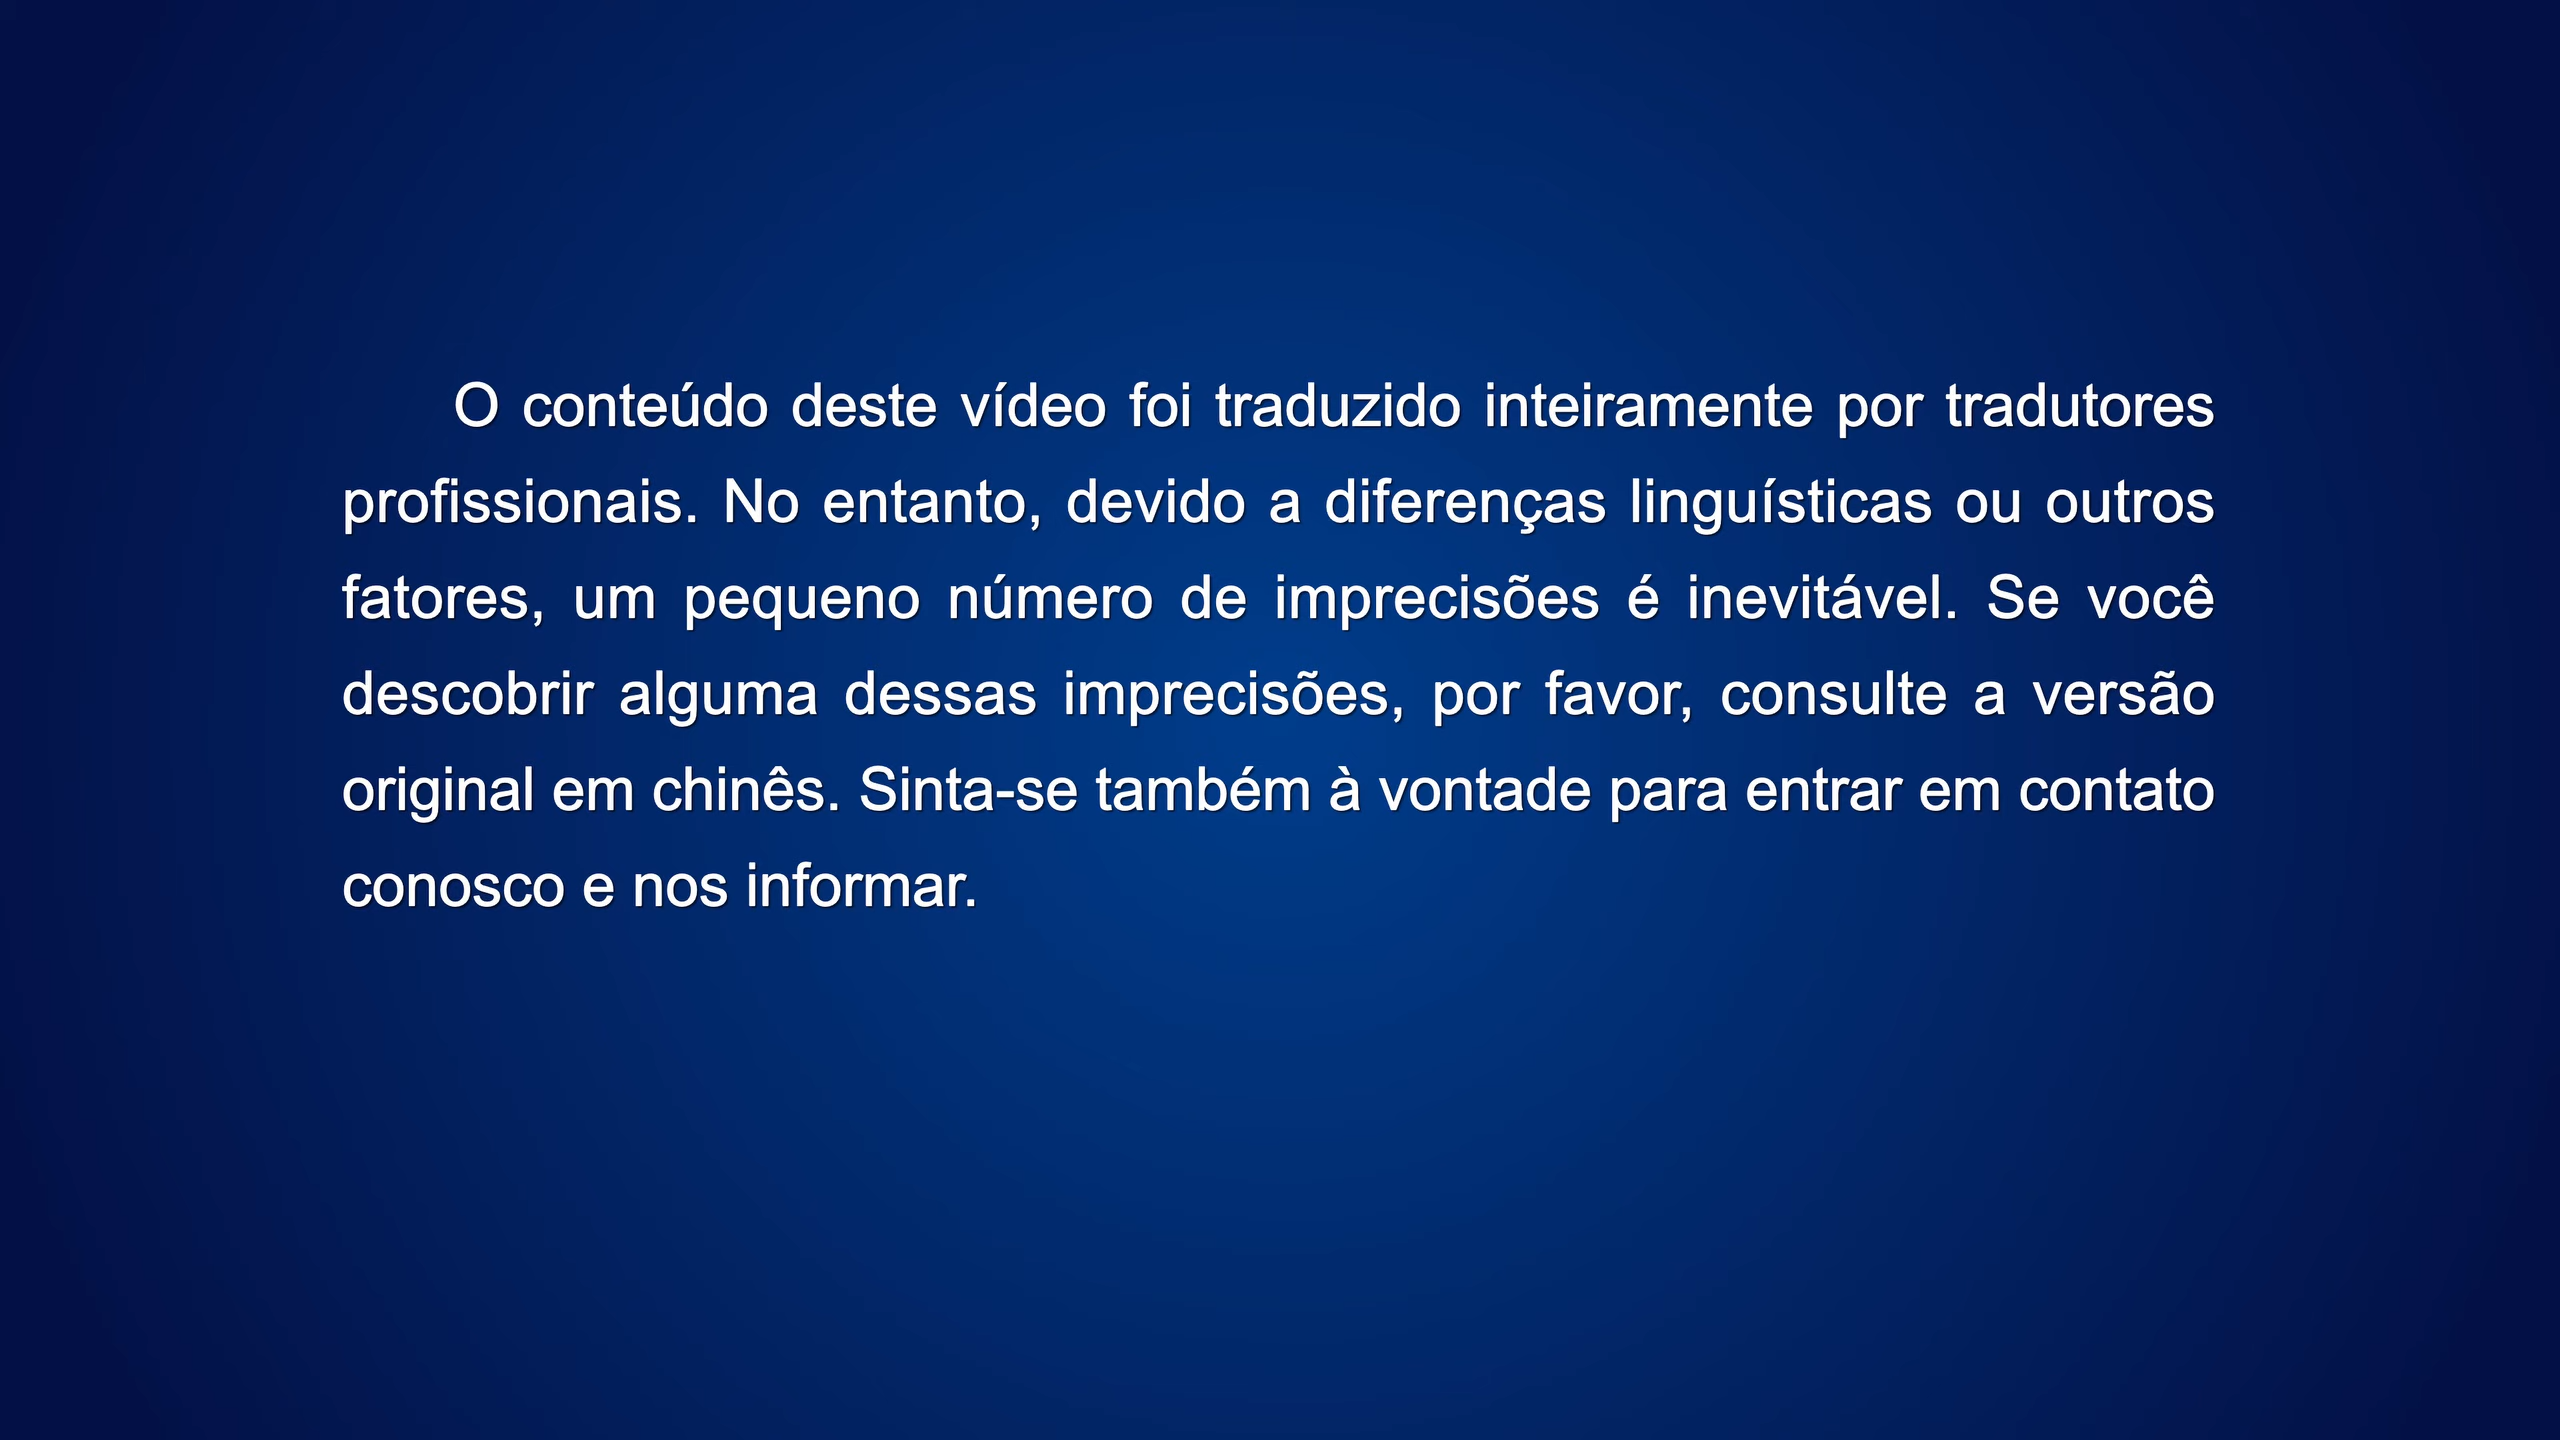 O conteúdo deste vídeo foi traduzido inteiramente por tradutores
profissionais. No entanto, devido a diferenças linguísticas ou outros
fatores, um pequeno número de imprecisões é inevitável. Se você
descobrir alguma dessas imprecisões, por favor, consulte a versão
original em chinês. Sinta-se também à vontade para entrar em contato
conosco e nos informar.